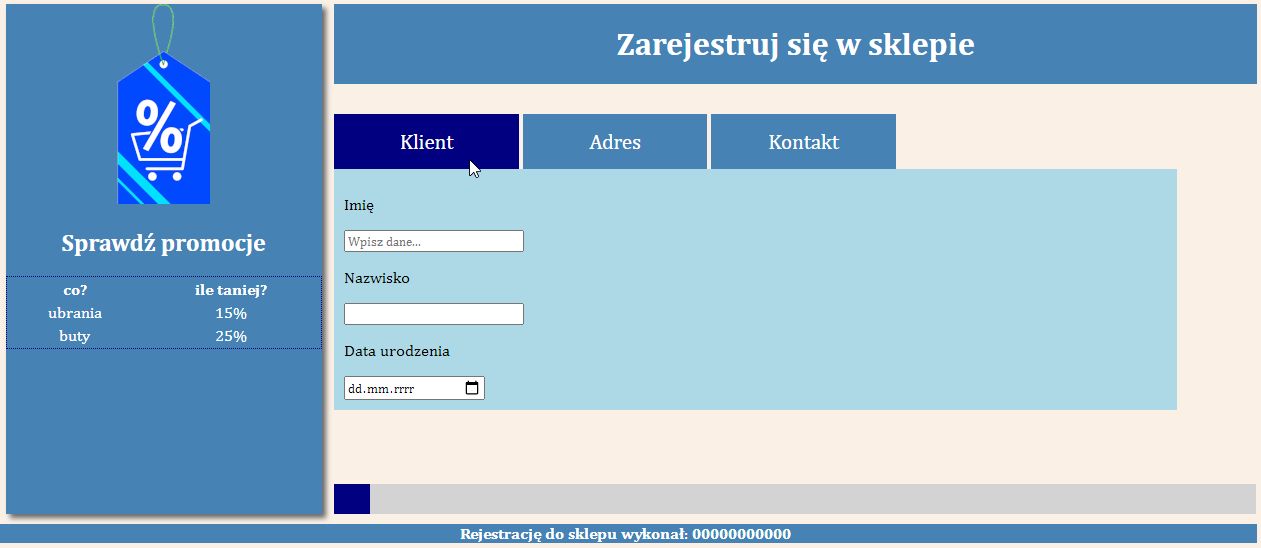 %
Sprawdź promocje
co? ile taniej?
ubrania 15%
buty 25%
Zarejestruj się w sklepie
Klient Adres Kontakt
Imię
Wpisz dane...
Nazwisko
Data urodzenia
dd.mm.rrrr
Rejestrację do sklepu wykonał: 00000000000